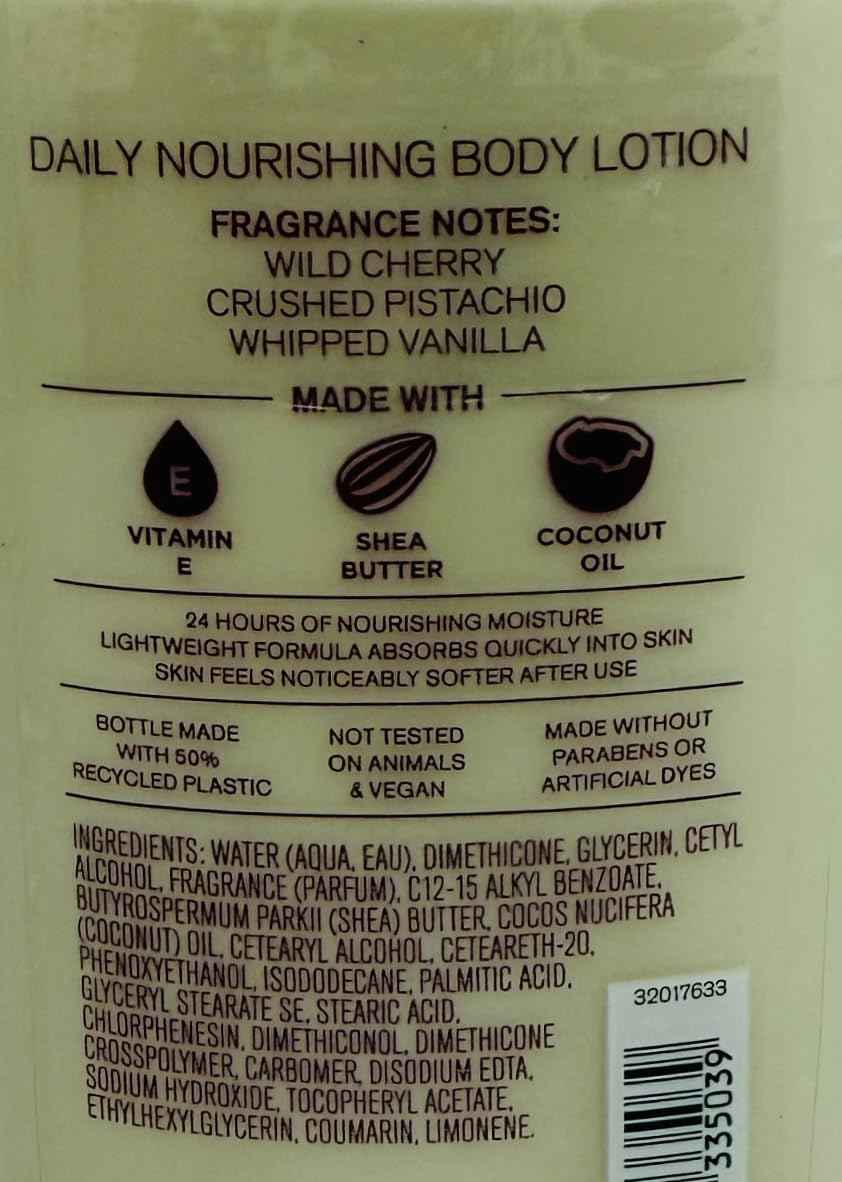 DAILY NOURISHING BODY LOTION
FRAGRANCE NOTES:
WILD CHERRY
CRUSHED PISTACHIO
WHIPPED VANILLA
MADE WITH
E
VITAMIN
E
SHEA
BUTTER
COCONUT
OIL
24 HOURS OF NOURISHING MOISTURE
LIGHTWEIGHT FORMULA ABSORBS QUICKLY INTO SKIN
SKIN FEELS NOTICEABLY SOFTER AFTER USE
BOTTLE MADE
WITH 50%
RECYCLED PLASTIC
NOT TESTED
ON ANIMALS
& VEGAN
MADE WITHOUT
PARABENS OR
ARTIFICIAL DYES
INGREDIENTS: WATER (AQUA, EAU), DIMETHICONE, GLYCERIN, CETYL
ALCOHOL, FRAGRANCE (PARFUM), C12-15 ALKYL BENZOATE,
BUTYROSPERMUM PARKII (SHEA) BUTTER, COCOS NUCIFERA
(COCONUT) OIL, CETEARYL ALCOHOL, CETEARETH-20,
PHENOXYETHANOL, ISODODECANE, PALMITIC ACID,
GLYCERYL STEARATE SE, STEARIC ACID,
CHLORPHENESIN, DIMETHICONOL, DIMETHICONE
CROSSPOLYMER, CARBOMER, DISODIUM EDTA,
SODIUM HYDROXIDE, TOCOPHERYL ACETATE,
ETHYLHEXYLGLYCERIN, COUMARIN, LIMONENE.
32017633
335039